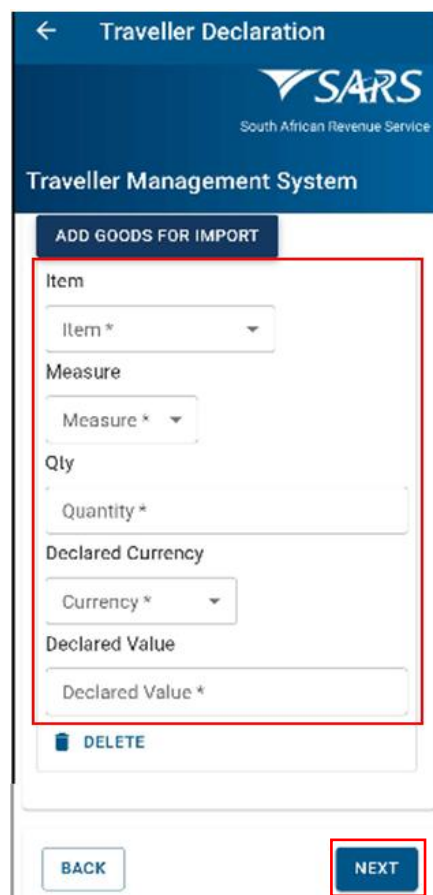 Traveller Declaration
SARS
South African Revenue Service
Traveller Management System
ADD GOODS FOR IMPORT
Item
Item *
Measure
Measure *
Qty
Quantity *
Declared Currency
Currency *
Declared Value
Declared Value *
DELETE
BACK
NEXT